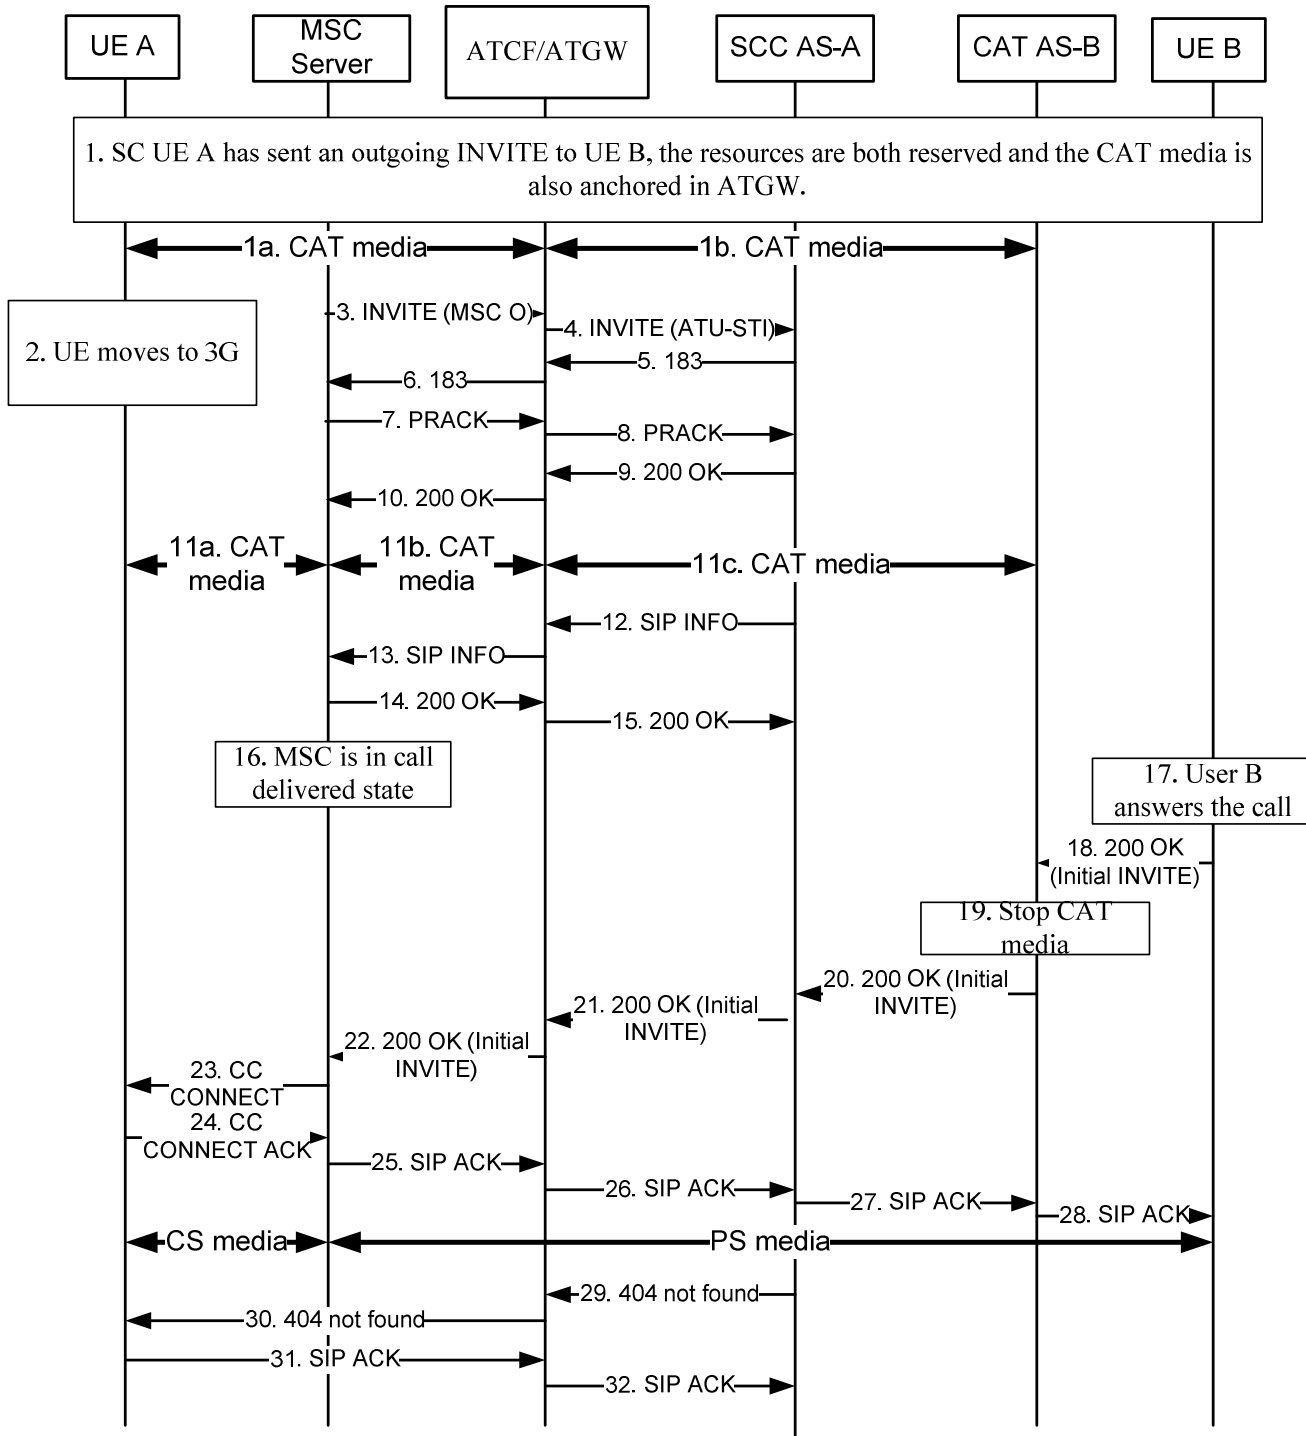 UE A
MSC
Server
ATCF/ATGW
SCC AS-A
CAT AS-B
UE B
1. SC UE A has sent an outgoing INVITE to UE B, the resources are both reserved and the CAT media is
also anchored in ATGW.
1a. CAT media
1b. CAT media
2. UE moves to 3G
3. INVITE (MSC O)
4. INVITE (ATU-STI)
5. 183
6. 183
7. PRACK
8. PRACK
9. 200 OK
10. 200 OK
11a. CAT
media
11b. CAT
media
11c. CAT media
12. SIP INFO
13. SIP INFO
14. 200 OK
15. 200 OK
16. MSC is in call
delivered state
17. User B
answers the call
18. 200 OK
(Initial INVITE)
19. Stop CAT
media
20. 200 OK (Initial
INVITE)
21. 200 OK (Initial
INVITE)
22. 200 OK (Initial
INVITE)
23. CC
CONNECT
24. CC
CONNECT ACK
25. SIP ACK
26. SIP ACK
27. SIP ACK
28. SIP ACK
CS media
PS media
29. 404 not found
30. 404 not found
31. SIP ACK
32. SIP ACK